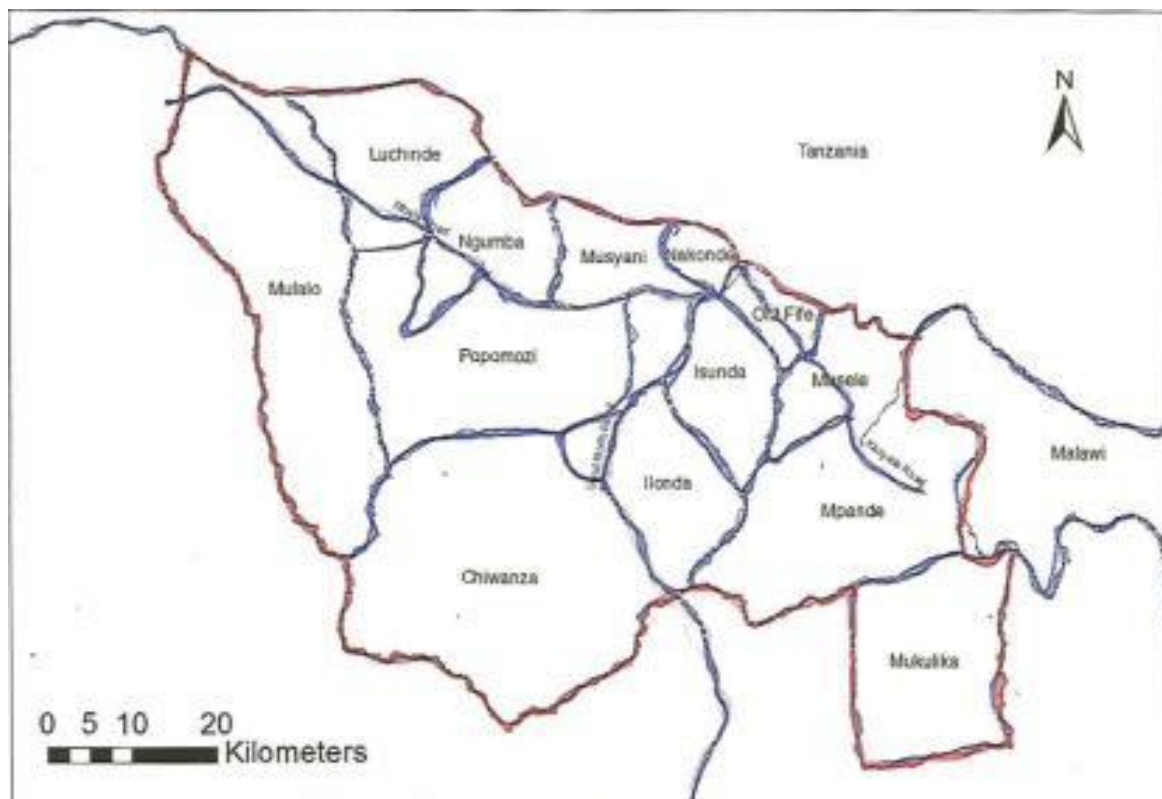 N
Tanzania
Luchinde
Ngumba
Musyani
Nakonde
Mulalo
Old Fife
Popomozi
Isunda
Musele
Malawi
Ilonda
Mpande
Chiwanza
Mukulika
0 5 10 20
Kilometers